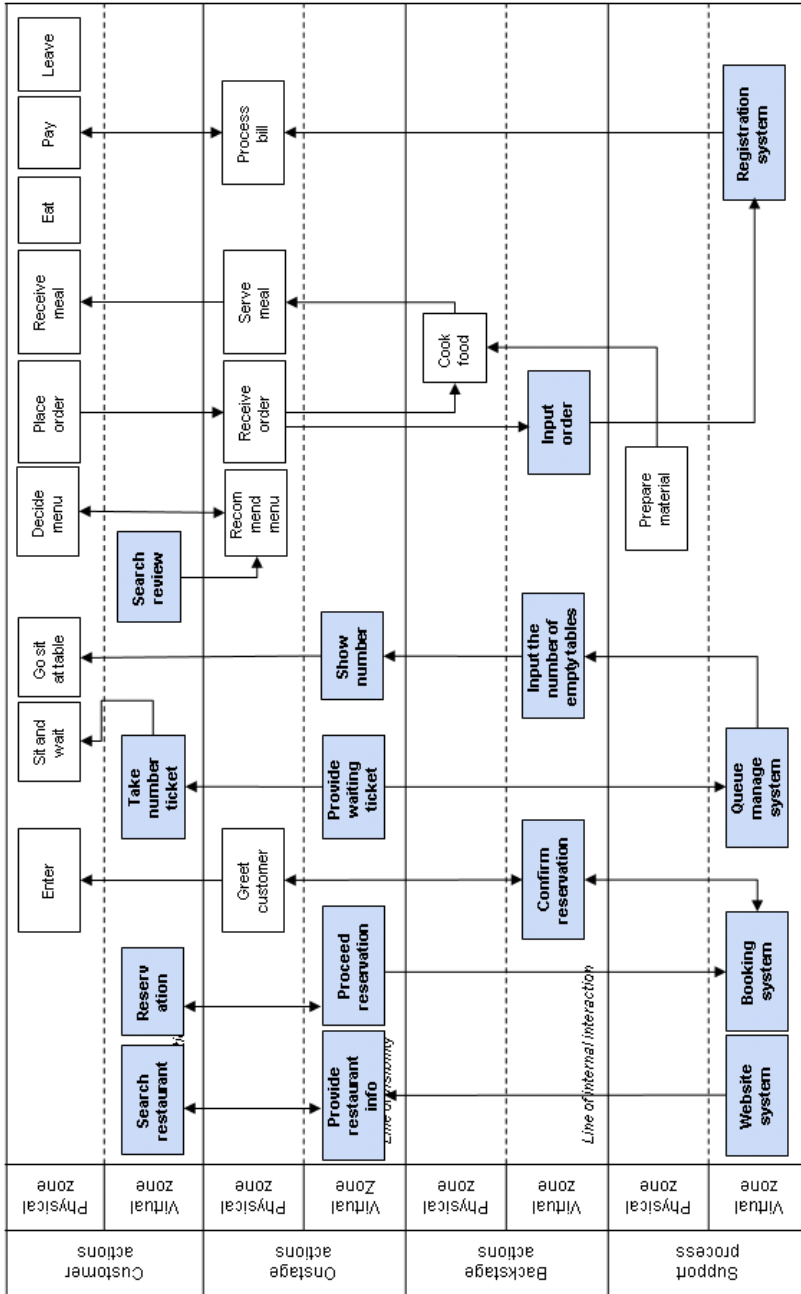 Customer
actions
Physical
zone
Enter
Sit and
wait
Go sit
at table
Decide
menu
Place
order
Receive
meal
Eat
Pay
Leave
Virtual
zone
Search
restaurant
Reserv
ation
Take
number
ticket
Search
review
Onstage
actions
Physical
zone
Greet
customer
Recom
mend
menu
Receive
order
Serve
meal
Process
bill
Virtual
Zone
Provide
restaurant
info
Proceed
reservation
Provide
waiting
ticket
Show
number
Line of visibility
Backstage
actions
Physical
zone
Cook
food
Virtual
zone
Confirm
reservation
Input the
number of
empty tables
Input
order
Line of internal interaction
Support
process
Physical
zone
Prepare
material
Virtual
zone
Website
system
Booking
system
Queue
manage
system
Registration
system